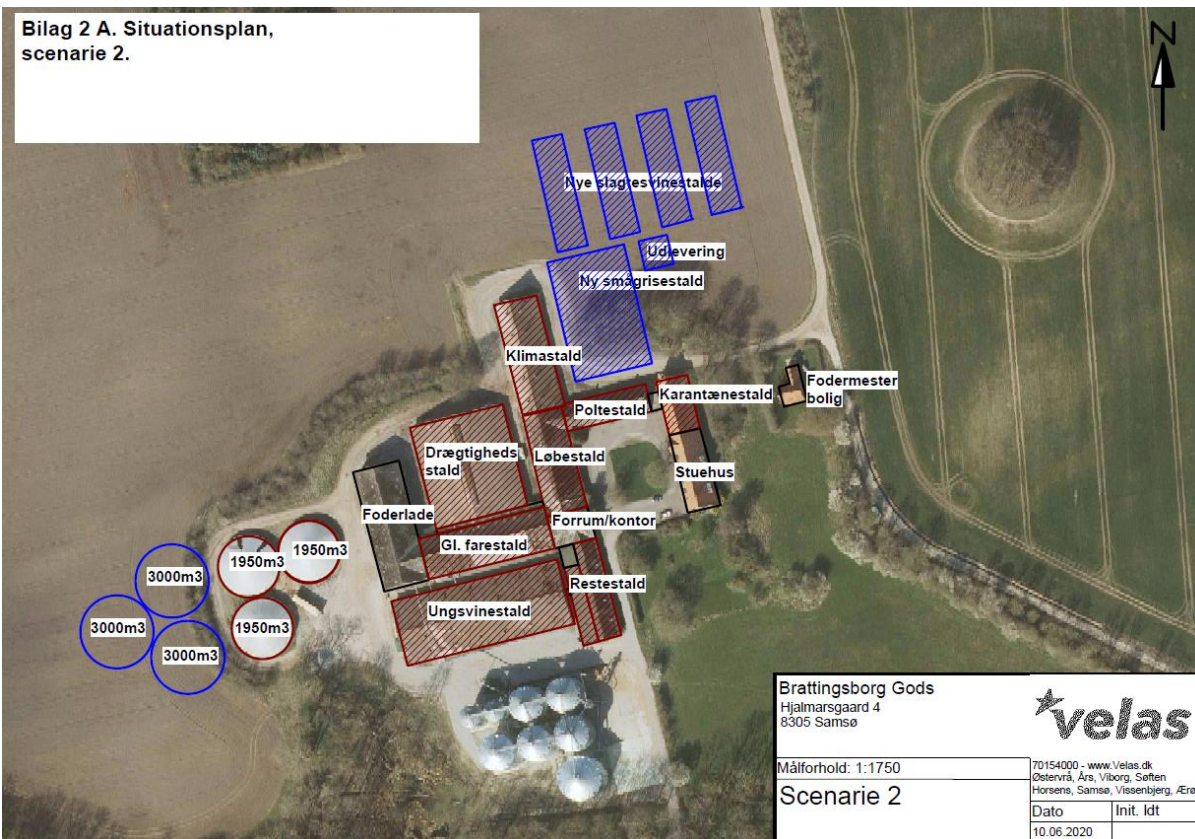 Bilag 2 A. Situationsplan,
scenarie 2.
N
Nye slagtesvinestalde
Udlevering
Ny smågrisestald
Klimastald
Poltestald
Karantænestald
Fodermester
bolig
Drægtigheds
stald
Løbestald
Stuehus
Foderlade
Forrum/kontor
Gl. farestald
1950m3
1950m3
3000m3
Restestald
Ungsvinestald
3000m3
1950m3
3000m3
Brattingsborg Gods
Hjalmarsgaard 4
8305 Samsø
velas
Målforhold: 1:1750
70154000 - www.Velas.dk
Østervrå, Års, Viborg, Søften
Horsens, Samsø, Vissenbjerg, Ærø
Scenarie 2
Dato
Init. ldt
10.06.2020